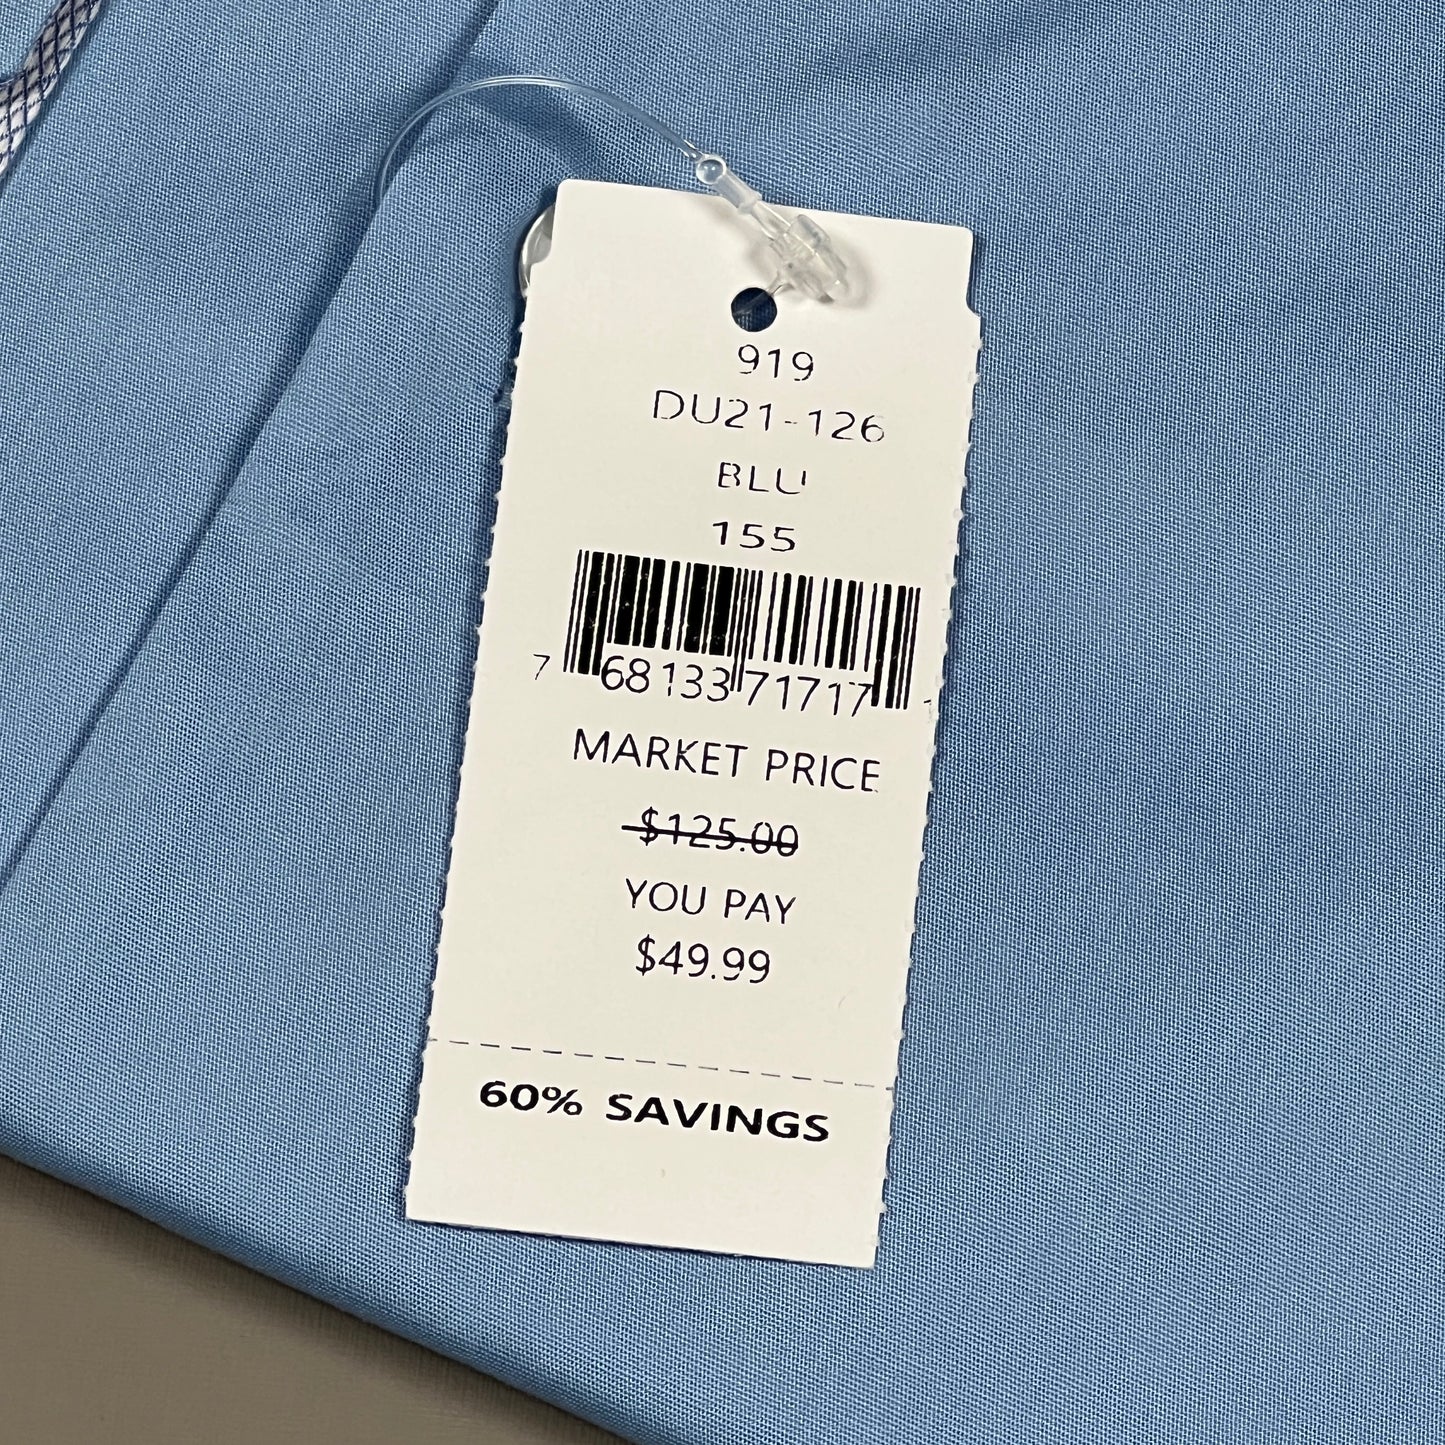 919
DU21-126
BLU
155
7 68133 71717
MARKET PRICE
$125.00
YOU PAY
$49.99
60% SAVINGS